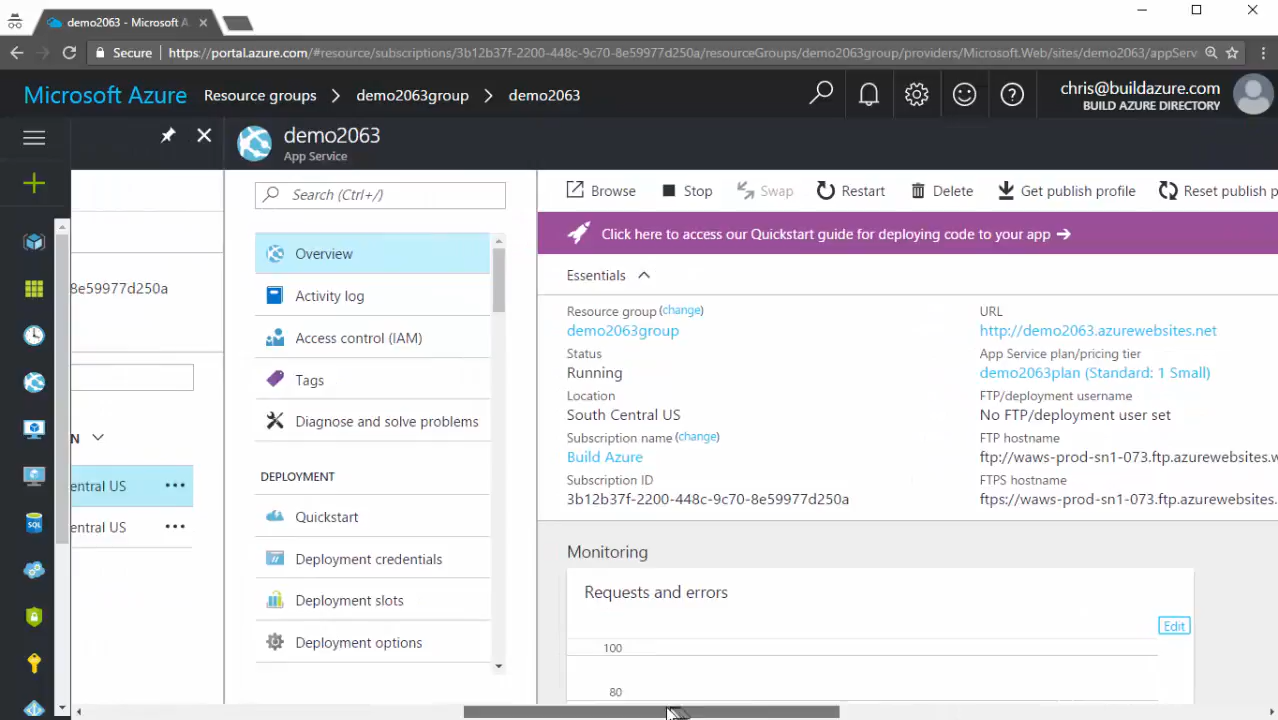 demo2063 - Microsoft A
Secure
https://portal.azure.com/#resource/subscriptions/3b12b37f-2200-448c-9c70-8e59977d250a/resourceGroups/demo2063group/providers/Microsoft.Web/sites/demo2063/appServ
Microsoft Azure
Resource groups > demo2063group > demo2063
chris@buildazure.com
BUILD AZURE DIRECTORY
demo2063
App Service
8e59977d250a
N
entral US
entral US
Search (Ctrl+/)
Overview
Activity log
Access control (IAM)
Tags
Diagnose and solve problems
DEPLOYMENT
Quickstart
Deployment credentials
Deployment slots
Deployment options
Browse
Stop
Swap
Restart
Delete
Get publish profile
Reset publish p
Click here to access our Quickstart guide for deploying code to your app
Essentials
Resource group (change)
demo2063group
Status
Running
Location
South Central US
Subscription name (change)
Build Azure
Subscription ID
3b12b37f-2200-448c-9c70-8e59977d250a
URL
http://demo2063.azurewebsites.net
App Service plan/pricing tier
demo2063plan (Standard: 1 Small)
FTP/deployment username
No FTP/deployment user set
FTP hostname
ftp://waws-prod-sn1-073.ftp.azurewebsites.w
FTPS hostname
ftps://waws-prod-sn1-073.ftp.azurewebsites.
Monitoring
Requests and errors
Edit
100
80